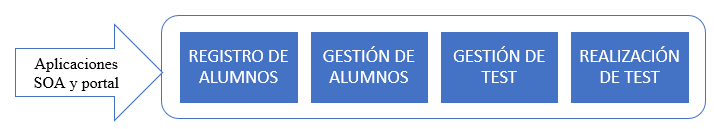 Aplicaciones
SOA y portal
REGISTRO DE
ALUMNOS
GESTIÓN DE
ALUMNOS
GESTIÓN DE
TEST
REALIZACIÓN
DE TEST